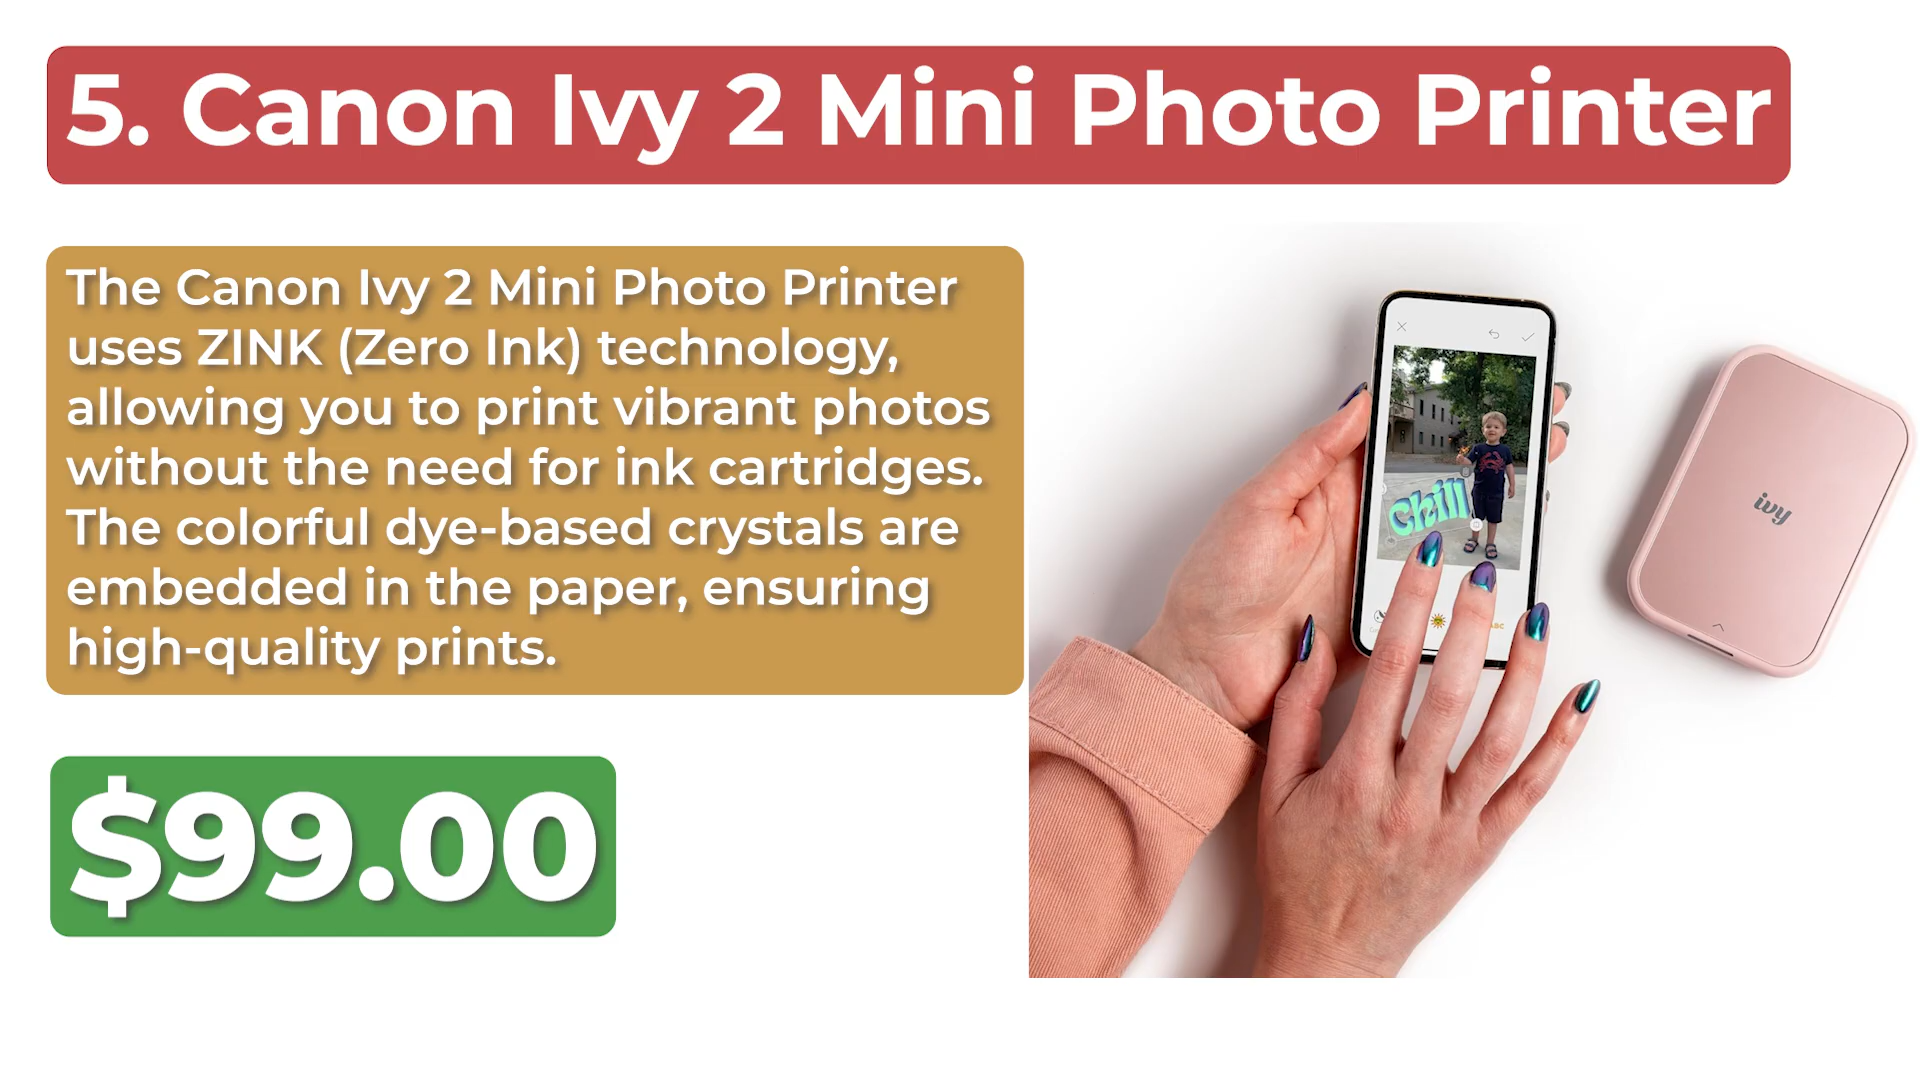 5. Canon Ivy 2 Mini Photo Printer
The Canon Ivy 2 Mini Photo Printer
uses ZINK (Zero Ink) technology,
allowing you to print vibrant photos
without the need for ink cartridges.
The colorful dye-based crystals are
embedded in the paper, ensuring
high-quality prints.
$99.00
Chill
ABC
ivy